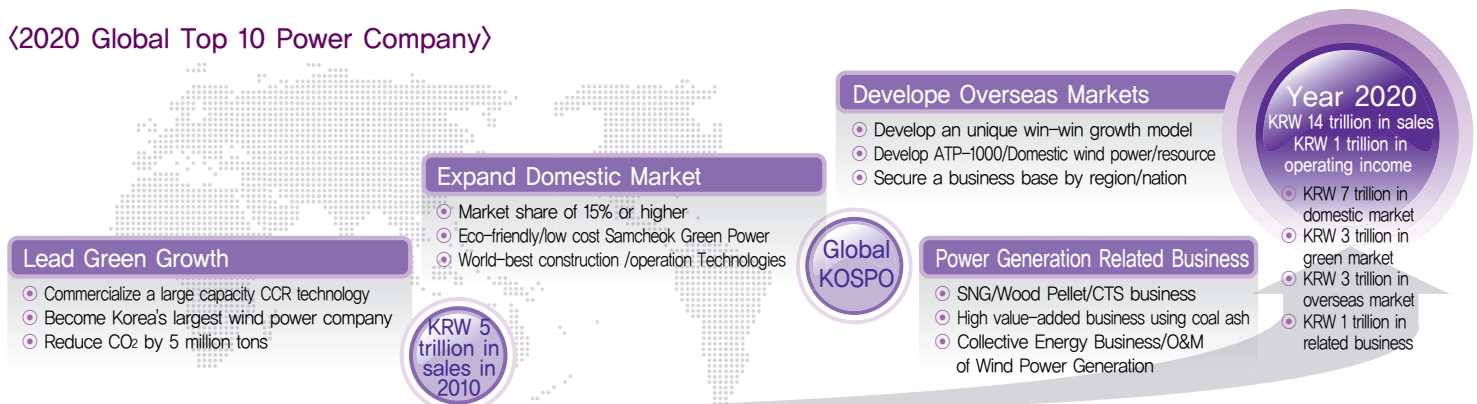 〈2020 Global Top 10 Power Company〉
Lead Green Growth
Commercialize a large capacity CCR technology
Become Korea's largest wind power company
Reduce CO2 by 5 million tons
KRW 5
trillion in
sales in
2010
Expand Domestic Market
Market share of 15% or higher
Eco-friendly/low cost Samcheok Green Power
World-best construction /operation Technologies
Global
KOSPO
Develope Overseas Markets
Develop an unique win-win growth model
Develop ATP-1000/Domestic wind power/resource
Secure a business base by region/nation
Power Generation Related Business
SNG/Wood Pellet/CTS business
High value-added business using coal ash
Collective Energy Business/O&M
of Wind Power Generation
Year 2020
KRW 14 trillion in sales
KRW 1 trillion in
operating income
KRW 7 trillion in
domestic market
KRW 3 trillion in
green market
KRW 3 trillion in
overseas market
KRW 1 trillion in
related business